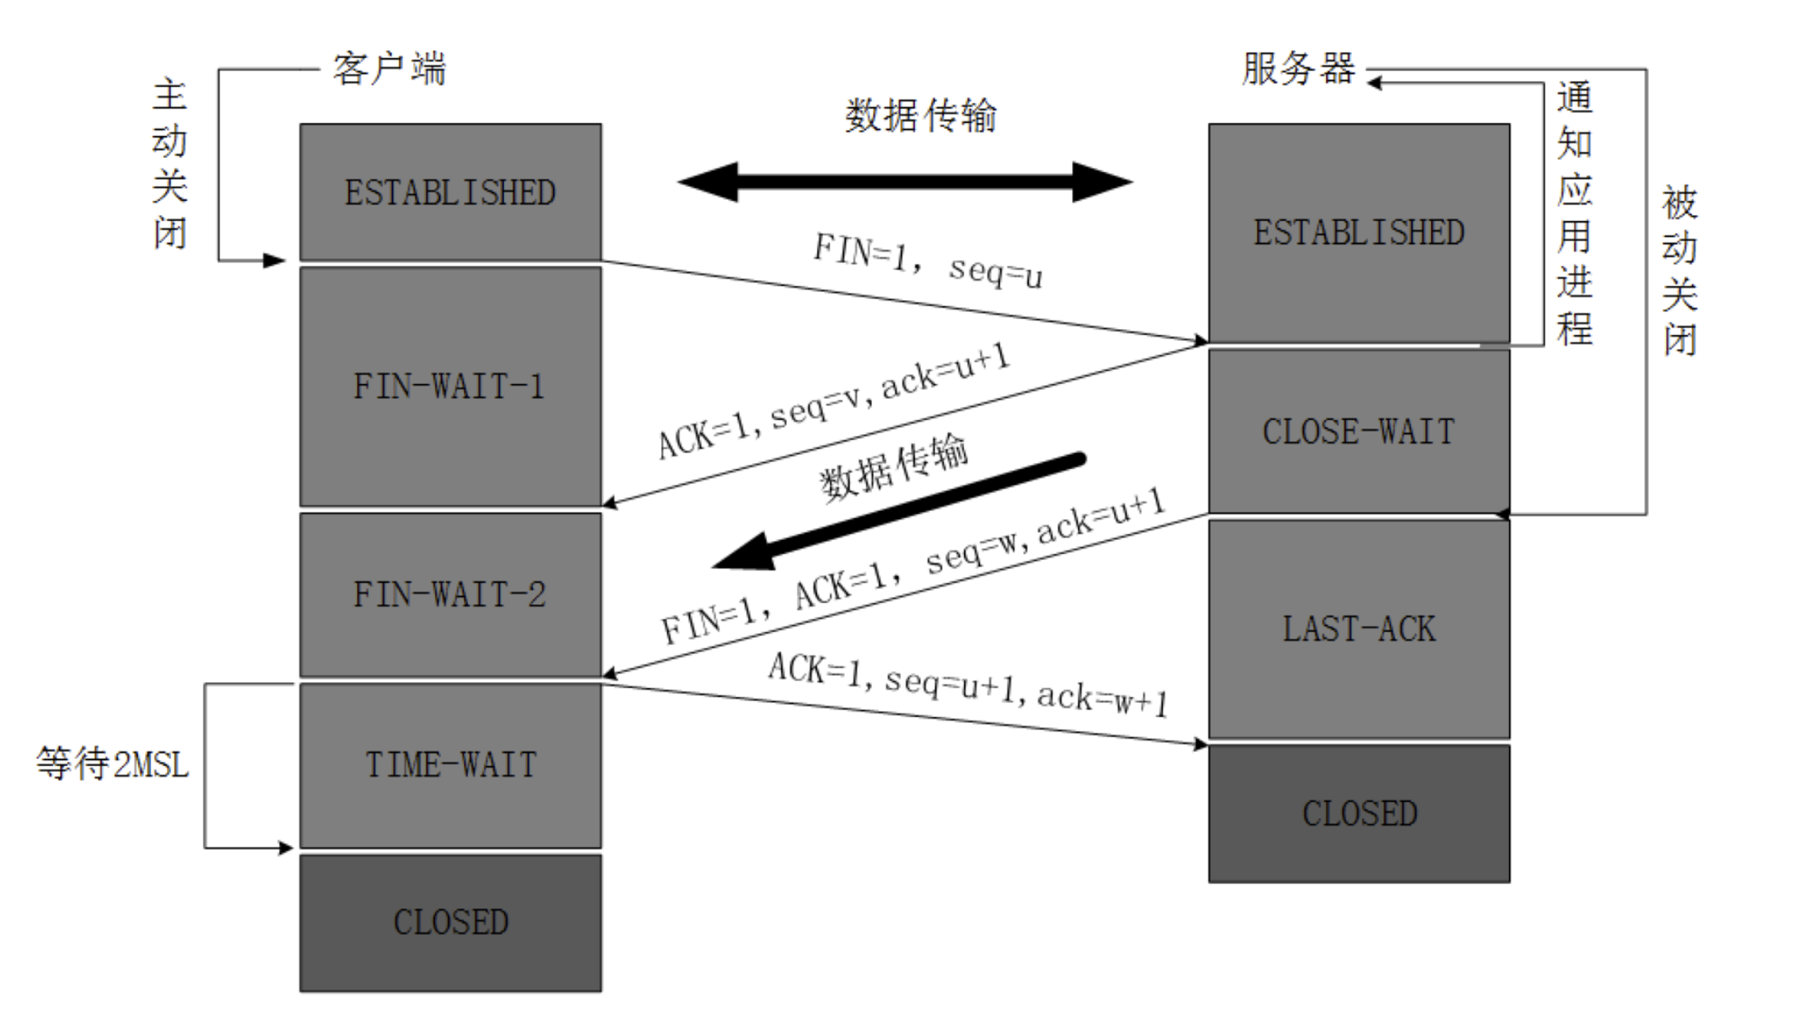 客户端
服务器
主动关闭
数据传输
通知应用进程
被动关闭
ESTABLISHED
ESTABLISHED
FIN=1, seq=u
FIN-WAIT-1
ACK=1,seq=v,ack=u+1
CLOSE-WAIT
数据传输
FIN-WAIT-2
FIN=1, ACK=1, seq=w,ack=u+1
LAST-ACK
ACK=1,seq=u+1,ack=w+1
等待2MSL
TIME-WAIT
CLOSED
CLOSED